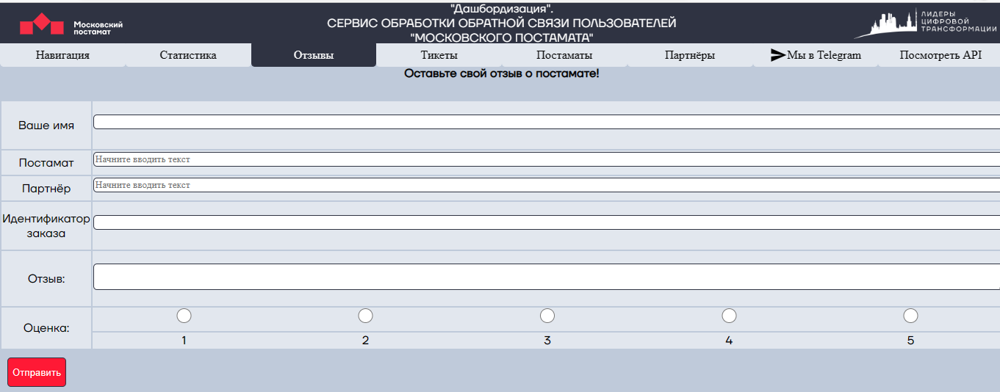 "Дашбордизация".
СЕРВИС ОБРАБОТКИ ОБРАТНОЙ СВЯЗИ ПОЛЬЗОВАТЕЛЕЙ
"МОСКОВСКОГО ПОСТАМАТА"
Московский
постамат
ЛИДЕРЫ
ЦИФРОВОЙ
ТРАНСФОРМАЦИИ
Навигация Статистика Отзывы Тикеты Постаматы Партнёры Мы в Telegram Посмотреть API
Оставьте свой отзыв о постамате!
Ваше имя
Постамат Начните вводить текст
Партнёр Начните вводить текст
Идентификатор
заказа
Отзыв:
Оценка:
1 2 3 4 5
Отправить